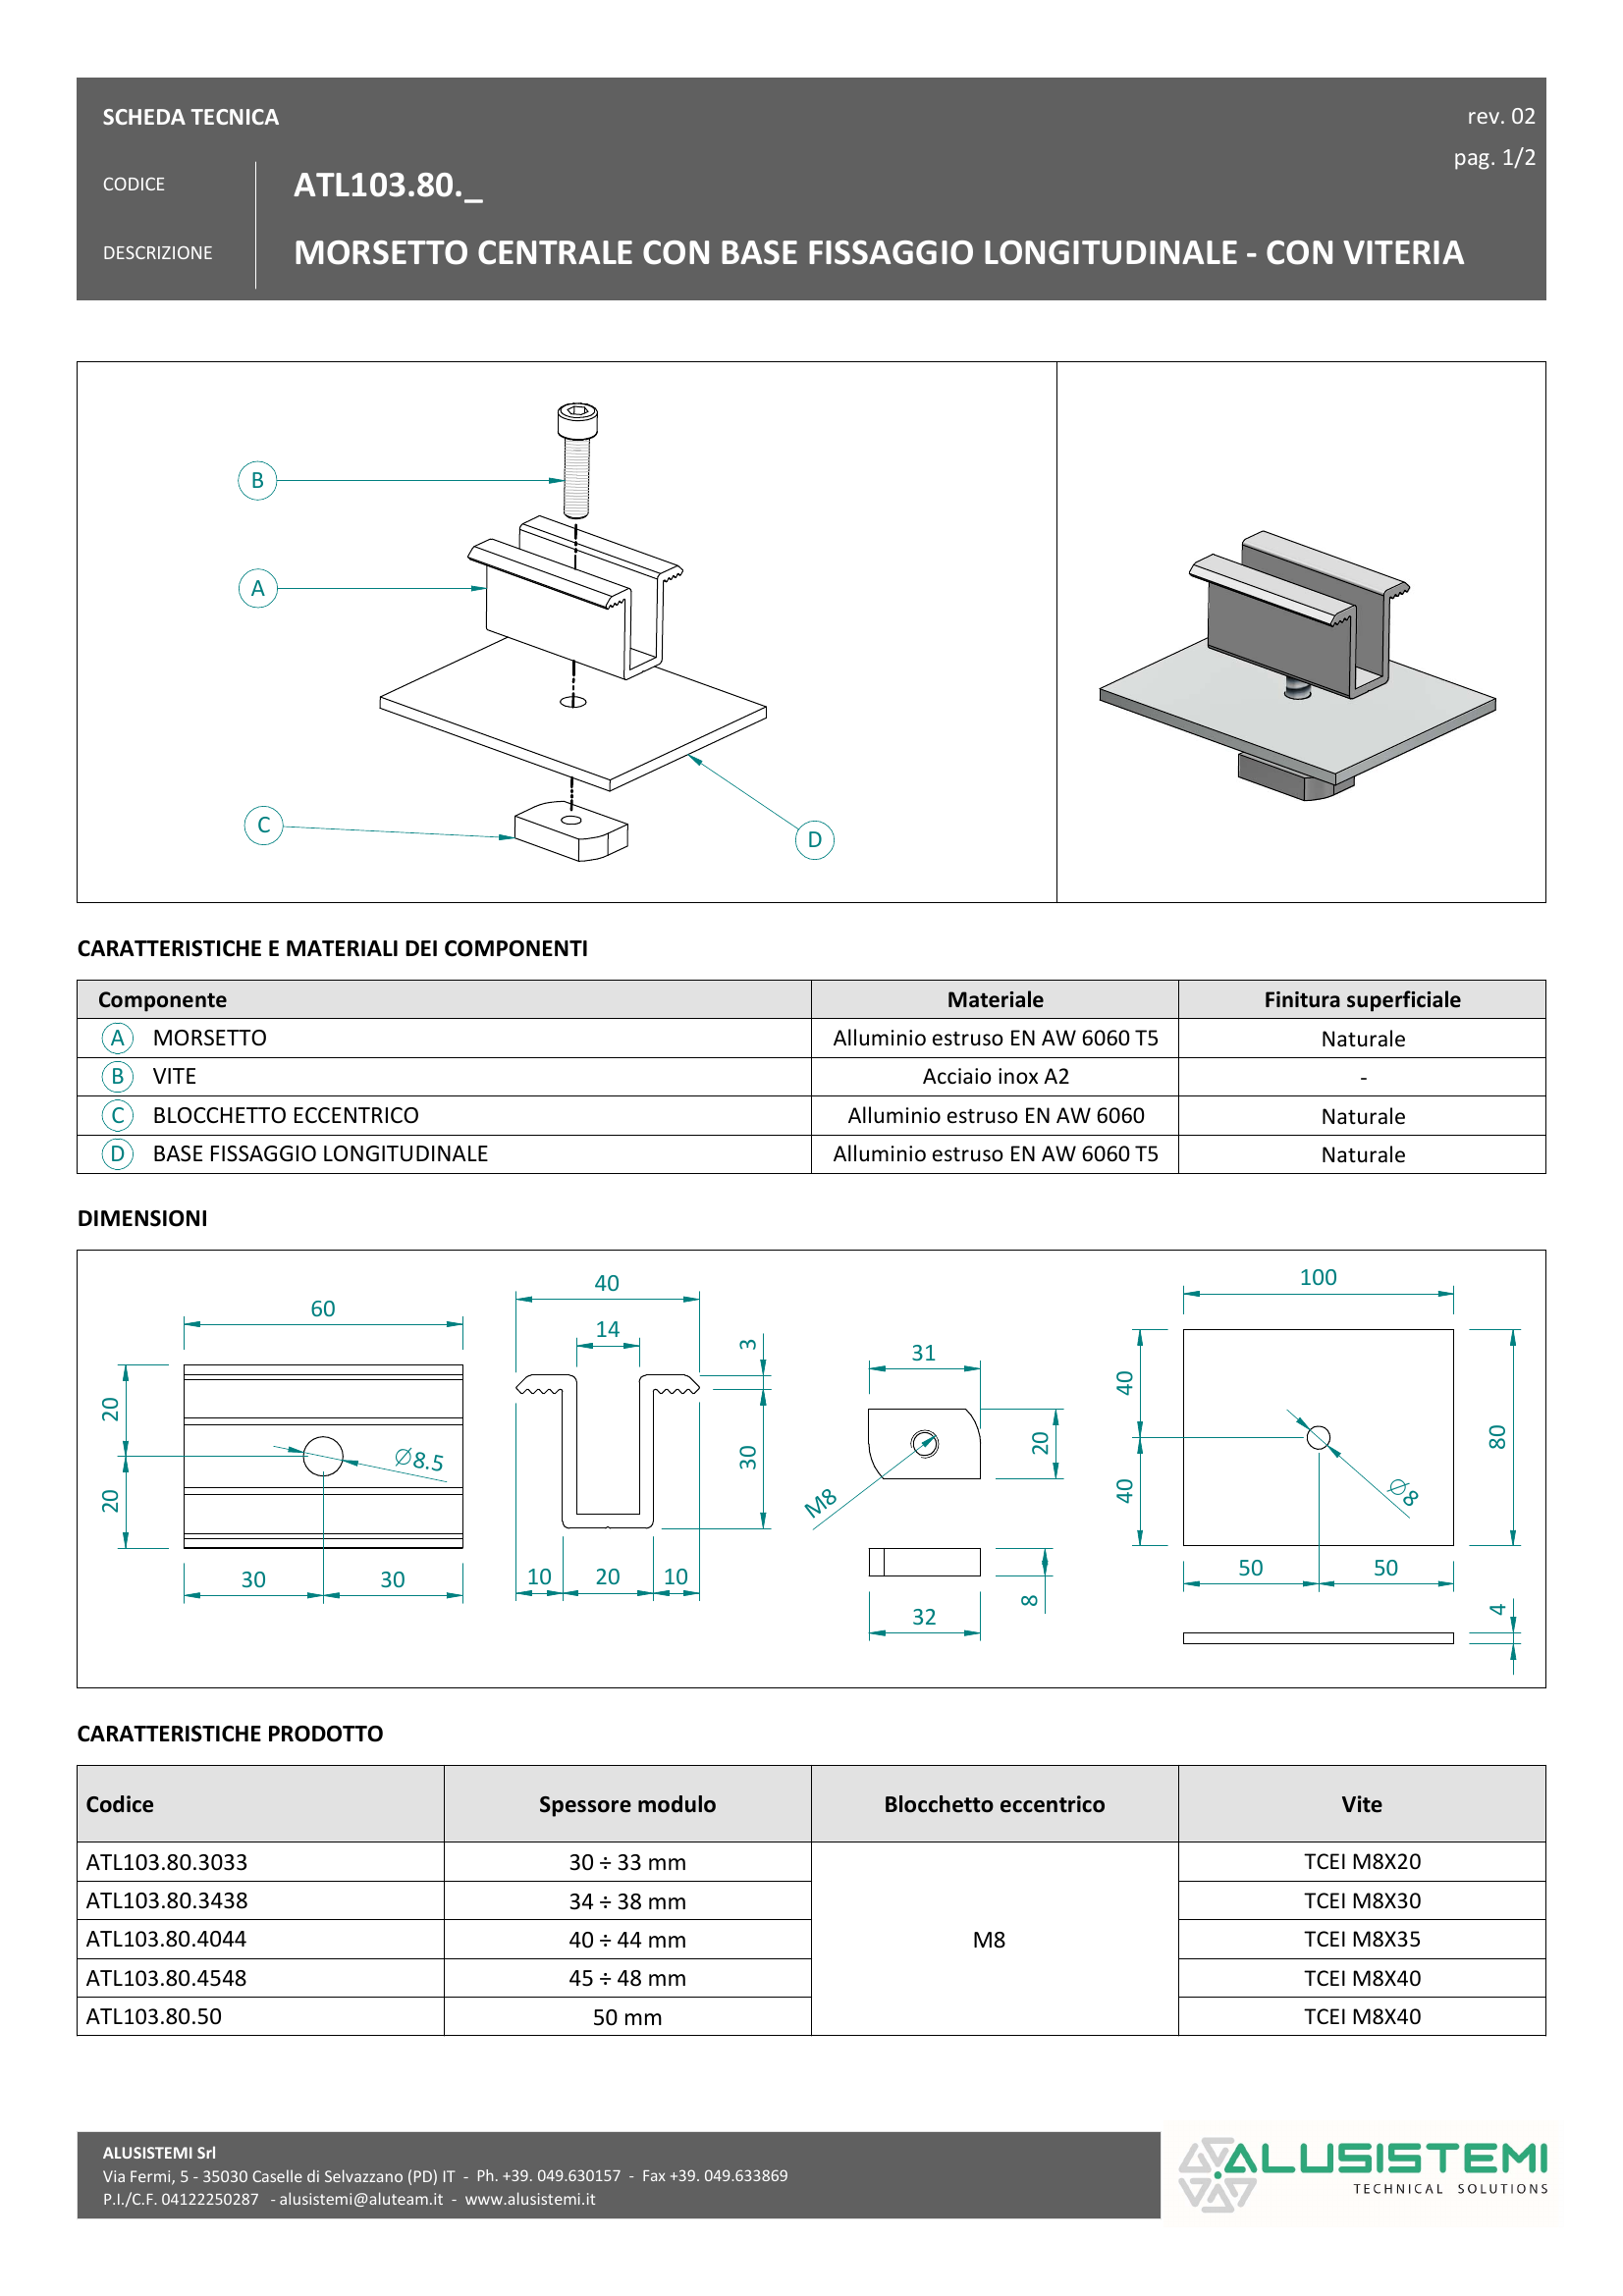 SCHEDA TECNICA
rev. 02
pag. 1/2
CODICE
ATL103.80._
DESCRIZIONE
MORSETTO CENTRALE CON BASE FISSAGGIO LONGITUDINALE - CON VITERIA
B
A
C
D
CARATTERISTICHE E MATERIALI DEI COMPONENTI
Componente Materiale Finitura superficiale
A MORSETTO Alluminio estruso EN AW 6060 T5 Naturale
B VITE Acciaio inox A2 -
C BLOCCHETTO ECCENTRICO Alluminio estruso EN AW 6060 Naturale
D BASE FISSAGGIO LONGITUDINALE Alluminio estruso EN AW 6060 T5 Naturale
DIMENSIONI
60
20
20
Ø8.5
30 30
40
14
3
30
10 20 10
31
20
M8
8
32
100
40
40
80
Ø8
50 50
4
CARATTERISTICHE PRODOTTO
Codice Spessore modulo Blocchetto eccentrico Vite
ATL103.80.3033 30 ÷ 33 mm TCEI M8X20
ATL103.80.3438 34 ÷ 38 mm TCEI M8X30
ATL103.80.4044 40 ÷ 44 mm M8 TCEI M8X35
ATL103.80.4548 45 ÷ 48 mm TCEI M8X40
ATL103.80.50 50 mm TCEI M8X40
ALUSISTEMI Srl
Via Fermi, 5 - 35030 Caselle di Selvazzano (PD) IT - Ph. +39. 049.630157 - Fax +39. 049.633869
P.I./C.F. 04122250287 - alusistemi@aluteam.it - www.alusistemi.it
ALUSISTEMI
TECHNICAL SOLUTIONS